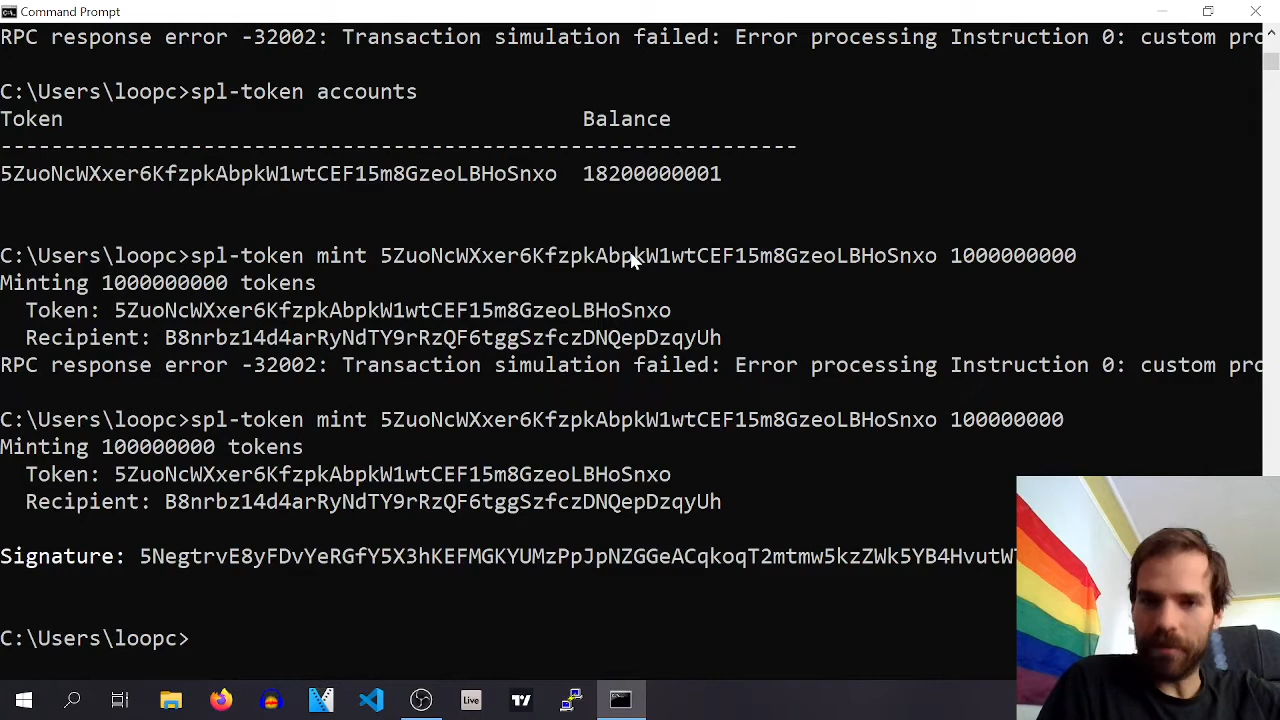 Command Prompt
RPC response error -32002: Transaction simulation failed: Error processing Instruction 0: custom pro
C:\Users\loopc>spl-token accounts
Token Balance
---------------------------------------------------------------
5ZuoNcWXxer6KfzpkAbpkW1wtCEF15m8GzeoLBHoSnxo 18200000001
C:\Users\loopc>spl-token mint 5ZuoNcWXxer6KfzpkAbpkW1wtCEF15m8GzeoLBHoSnxo 1000000000
Minting 1000000000 tokens
Token: 5ZuoNcWXxer6KfzpkAbpkW1wtCEF15m8GzeoLBHoSnxo
Recipient: B8nrbz14d4arRyNdTY9rRzQF6tggSzfczDNQepDzqyUh
RPC response error -32002: Transaction simulation failed: Error processing Instruction 0: custom pro
C:\Users\loopc>spl-token mint 5ZuoNcWXxer6KfzpkAbpkW1wtCEF15m8GzeoLBHoSnxo 100000000
Minting 100000000 tokens
Token: 5ZuoNcWXxer6KfzpkAbpkW1wtCEF15m8GzeoLBHoSnxo
Recipient: B8nrbz14d4arRyNdTY9rRzQF6tggSzfczDNQepDzqyUh
Signature: 5NegtrvE8yFDvYeRGfY5X3hKEFMGKYUMzPpJpNZGGeACqkoqT2mtmw5kzZWk5YB4HvutW
C:\Users\loopc>
Live